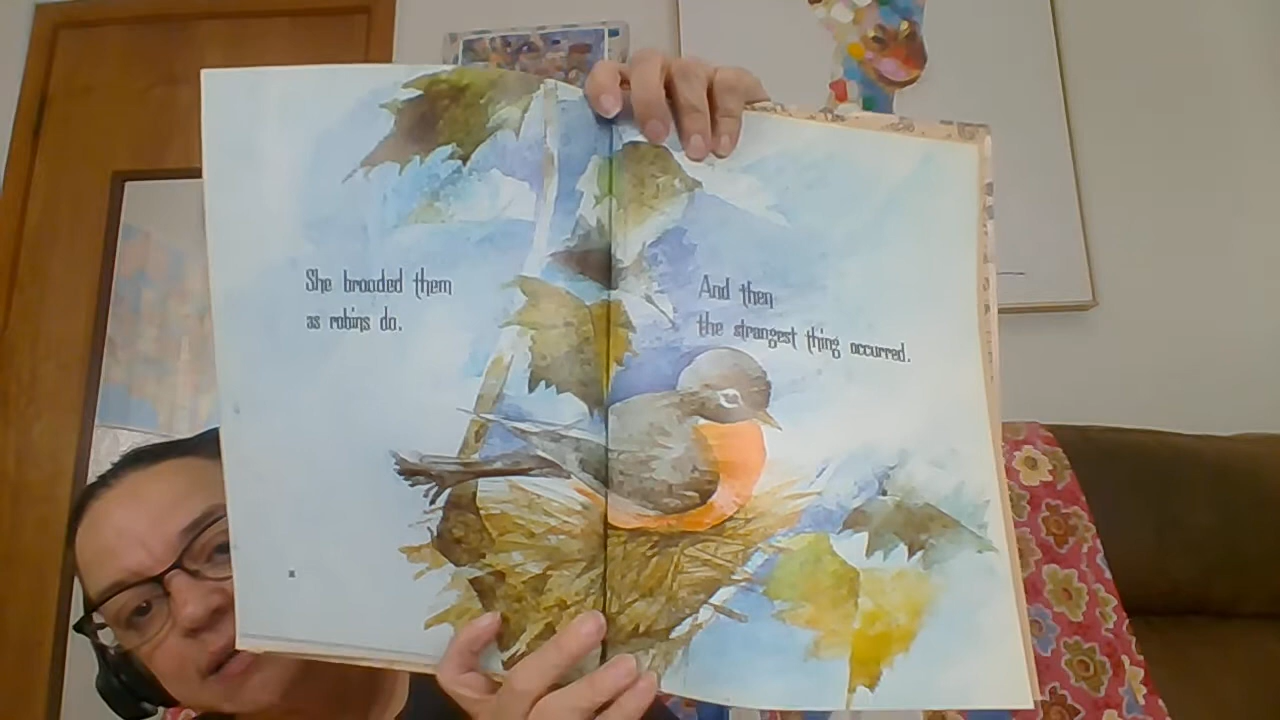 She brooded them
as robins do.
And then
the strangest thing occurred.